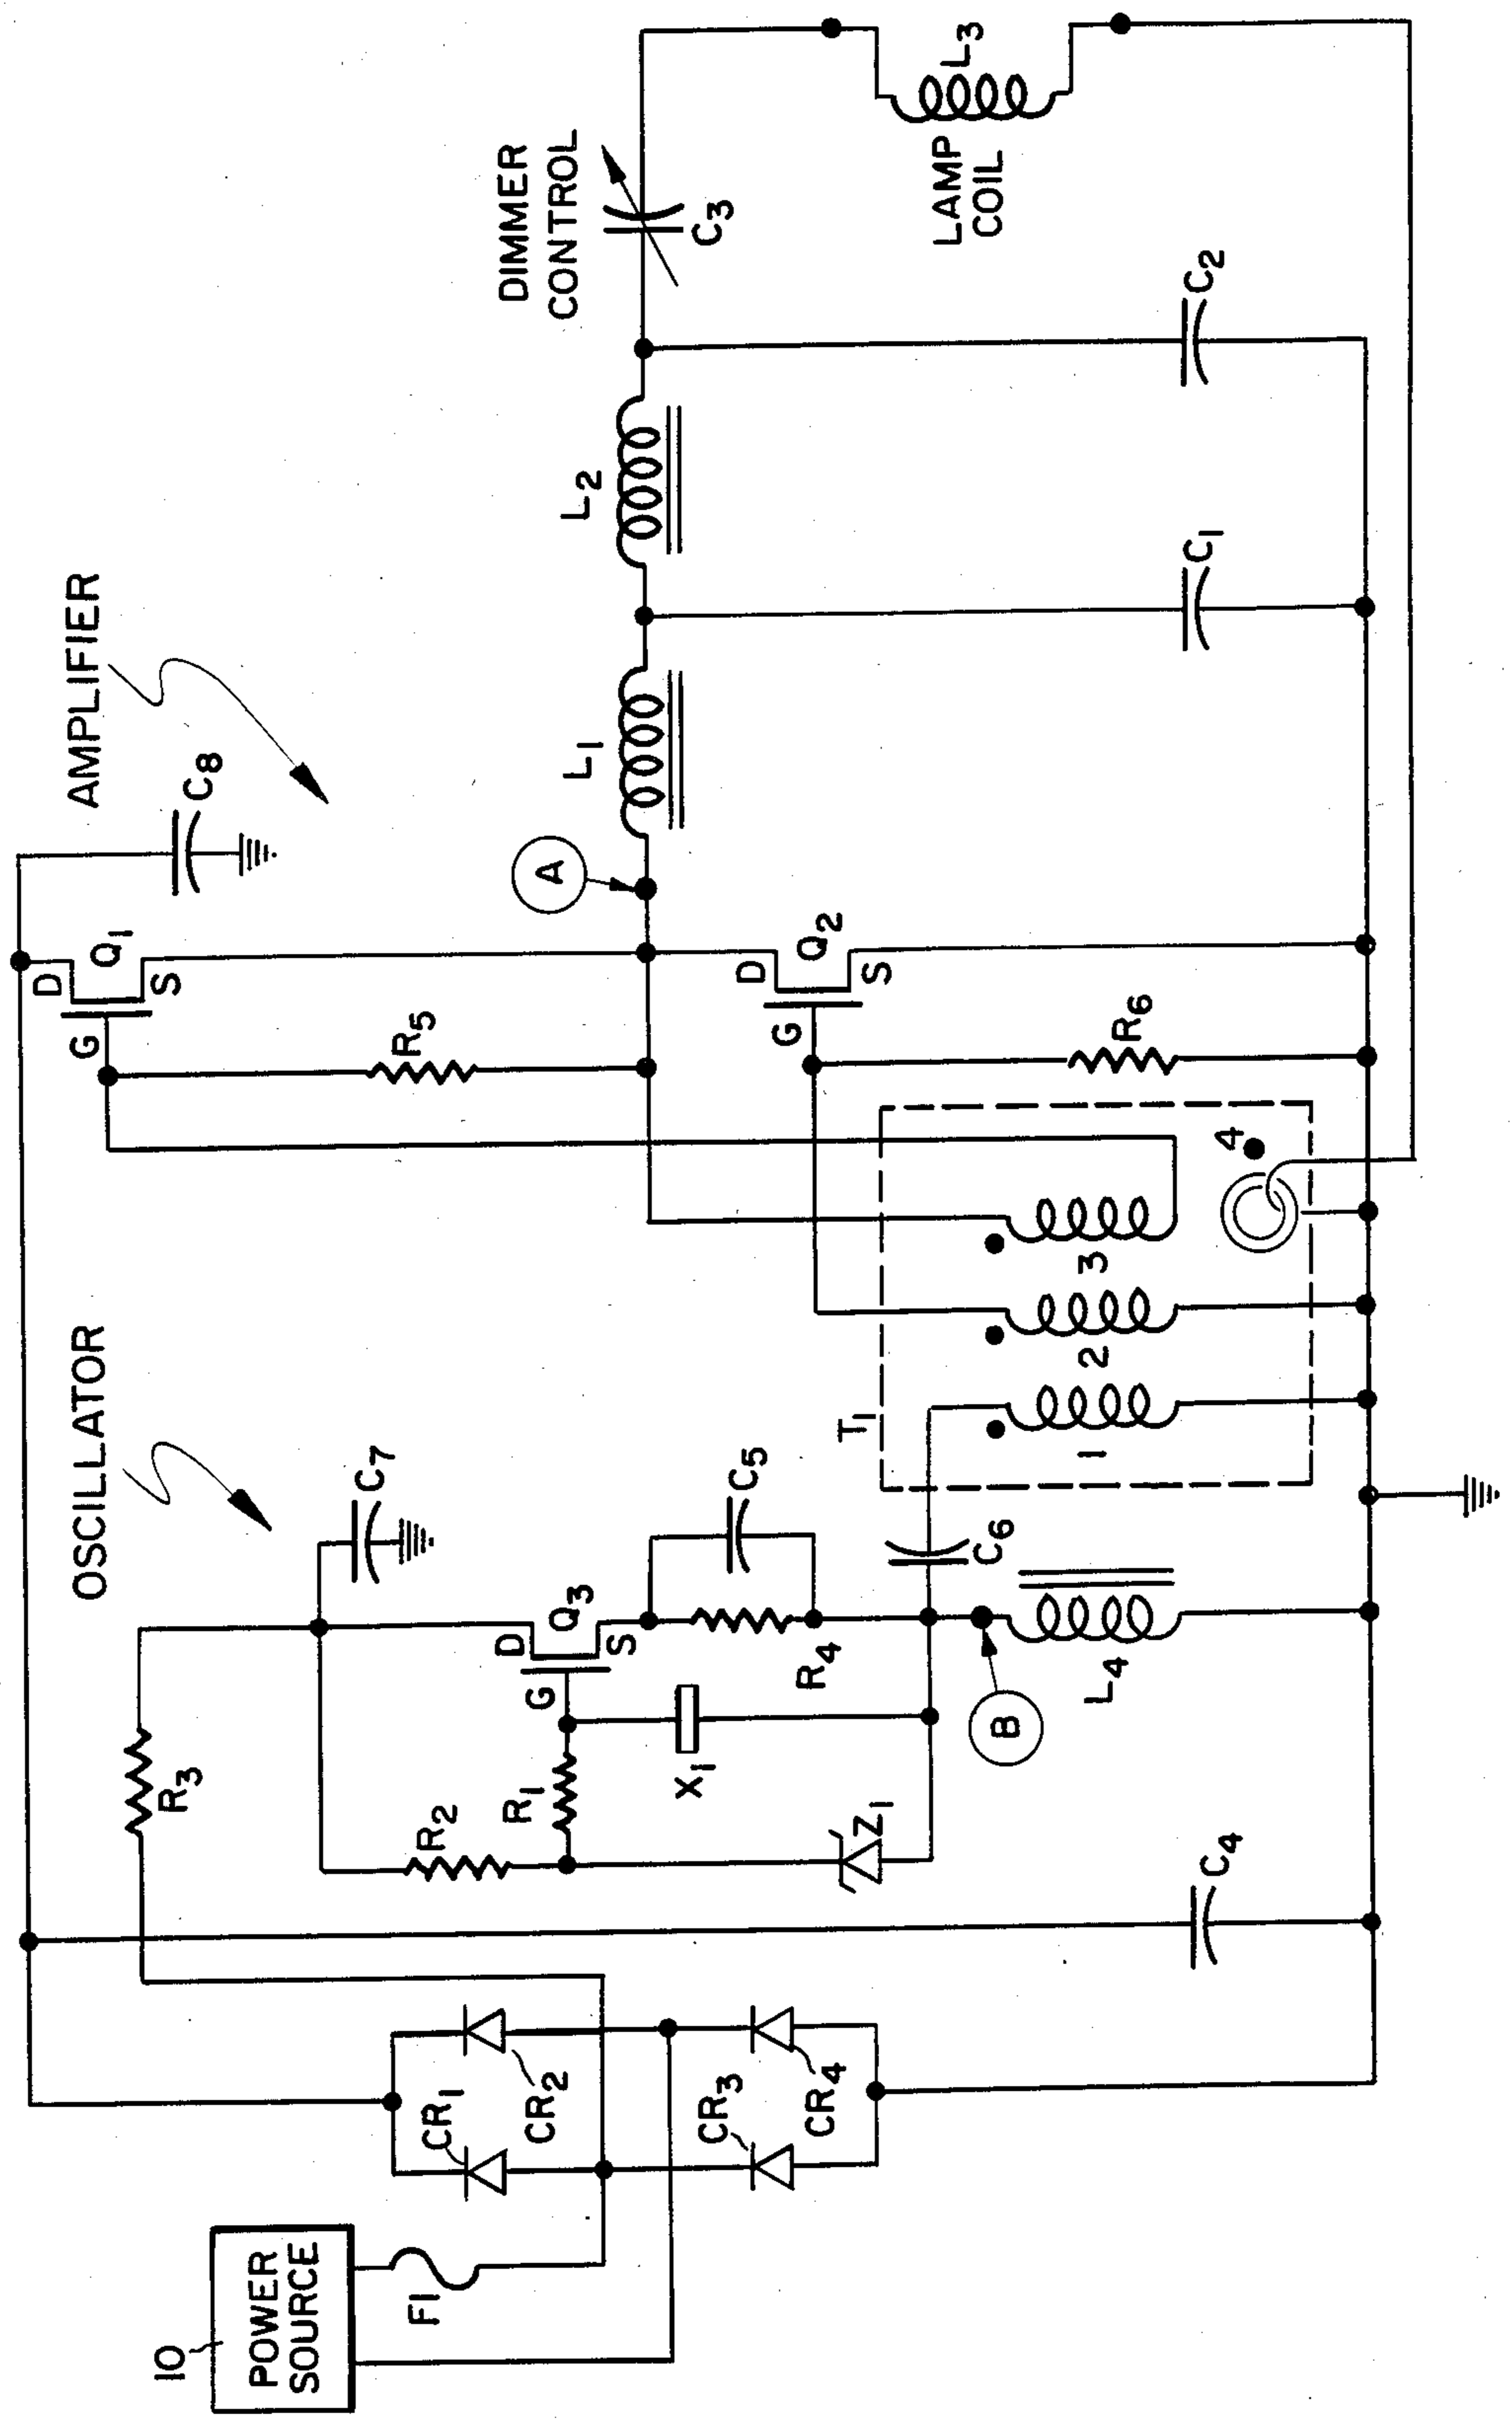 10
POWER
SOURCE
F1
CR1
CR2
CR3
CR4
C4
R3
R2
R1
X1
Z1
OSCILLATOR
C7
D
G
S
Q3
R4
C5
B
L4
C6
T1
1
2
3
4
AMPLIFIER
C8
D
G
S
Q1
R5
A
D
G
S
Q2
R6
L1
C1
L2
C2
DIMMER
CONTROL
C3
LAMP
COIL
L3